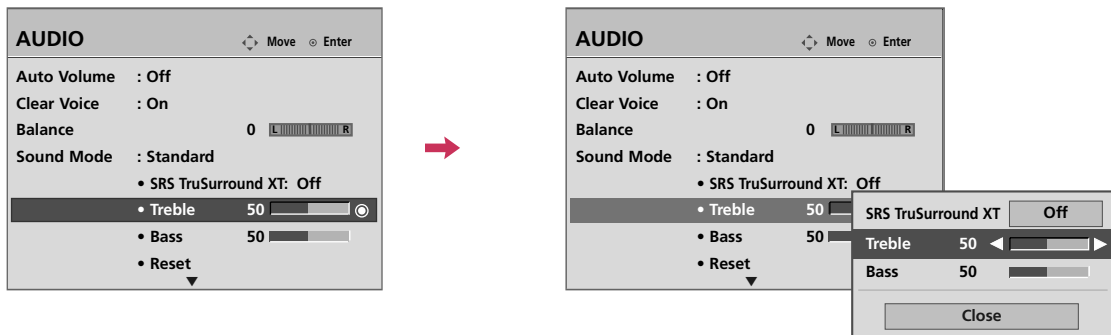 AUDIO Move Enter
Auto Volume : Off
Clear Voice : On
Balance 0 L R
Sound Mode : Standard
• SRS TruSurround XT: Off
• Treble 50
• Bass 50
• Reset
AUDIO Move Enter
Auto Volume : Off
Clear Voice : On
Balance 0 L R
Sound Mode : Standard
• SRS TruSurround XT: Off
• Treble 50
• Bass 50
• Reset
SRS TruSurround XT Off
Treble 50
Bass 50
Close